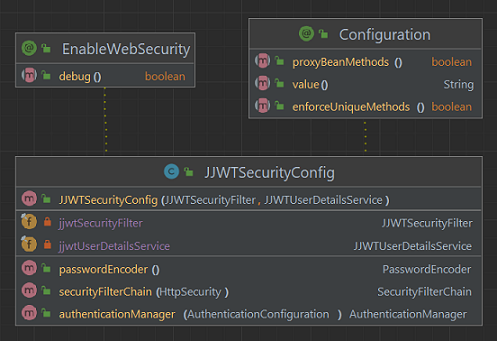 EnableWebSecurity
debug () boolean
Configuration
proxyBeanMethods () boolean
value () String
enforceUniqueMethods () boolean
JJWTSecurityConfig
JJWTSecurityConfig (JJWTSecurityFilter, JJWTUserDetailsService)
jjwtSecurityFilter JJWTSecurityFilter
jjwtUserDetailsService JJWTUserDetailsService
passwordEncoder () PasswordEncoder
securityFilterChain (HttpSecurity) SecurityFilterChain
authenticationManager (AuthenticationConfiguration) AuthenticationManager